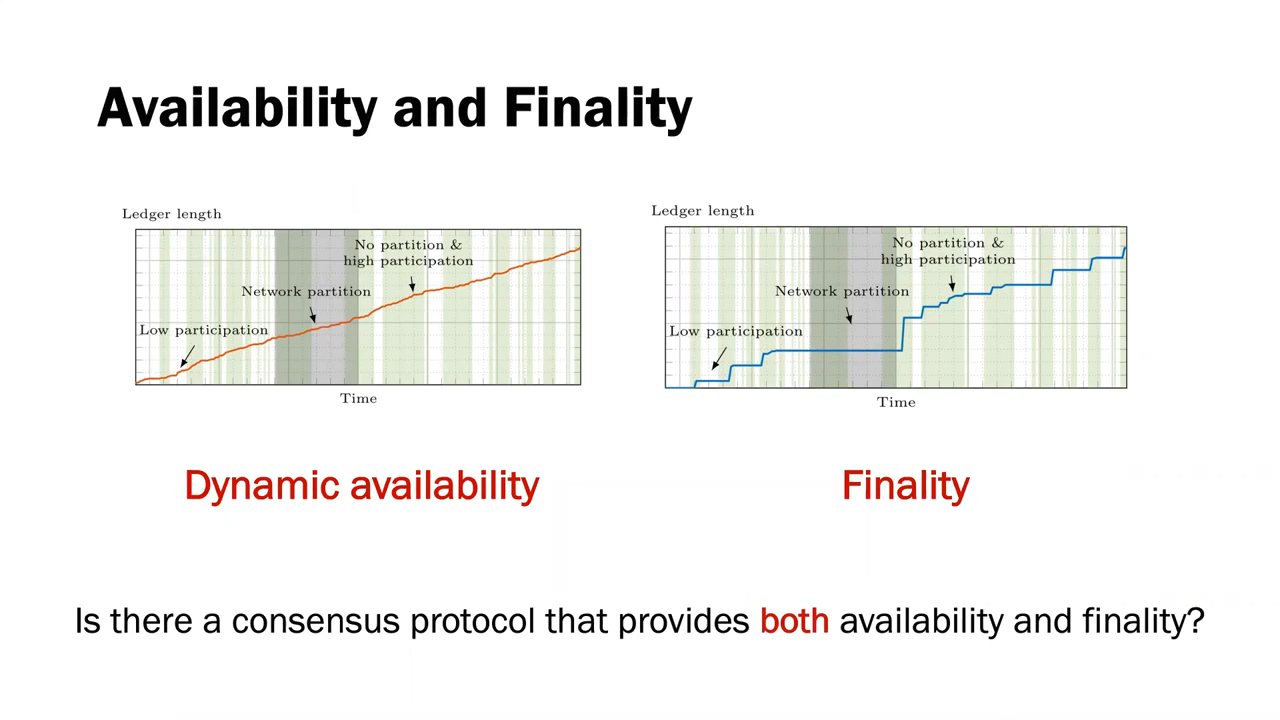 Availability and Finality
Ledger length
No partition &
high participation
Network partition
Low participation
Time
Ledger length
No partition &
high participation
Network partition
Low participation
Time
Dynamic availability
Finality
Is there a consensus protocol that provides both availability and finality?